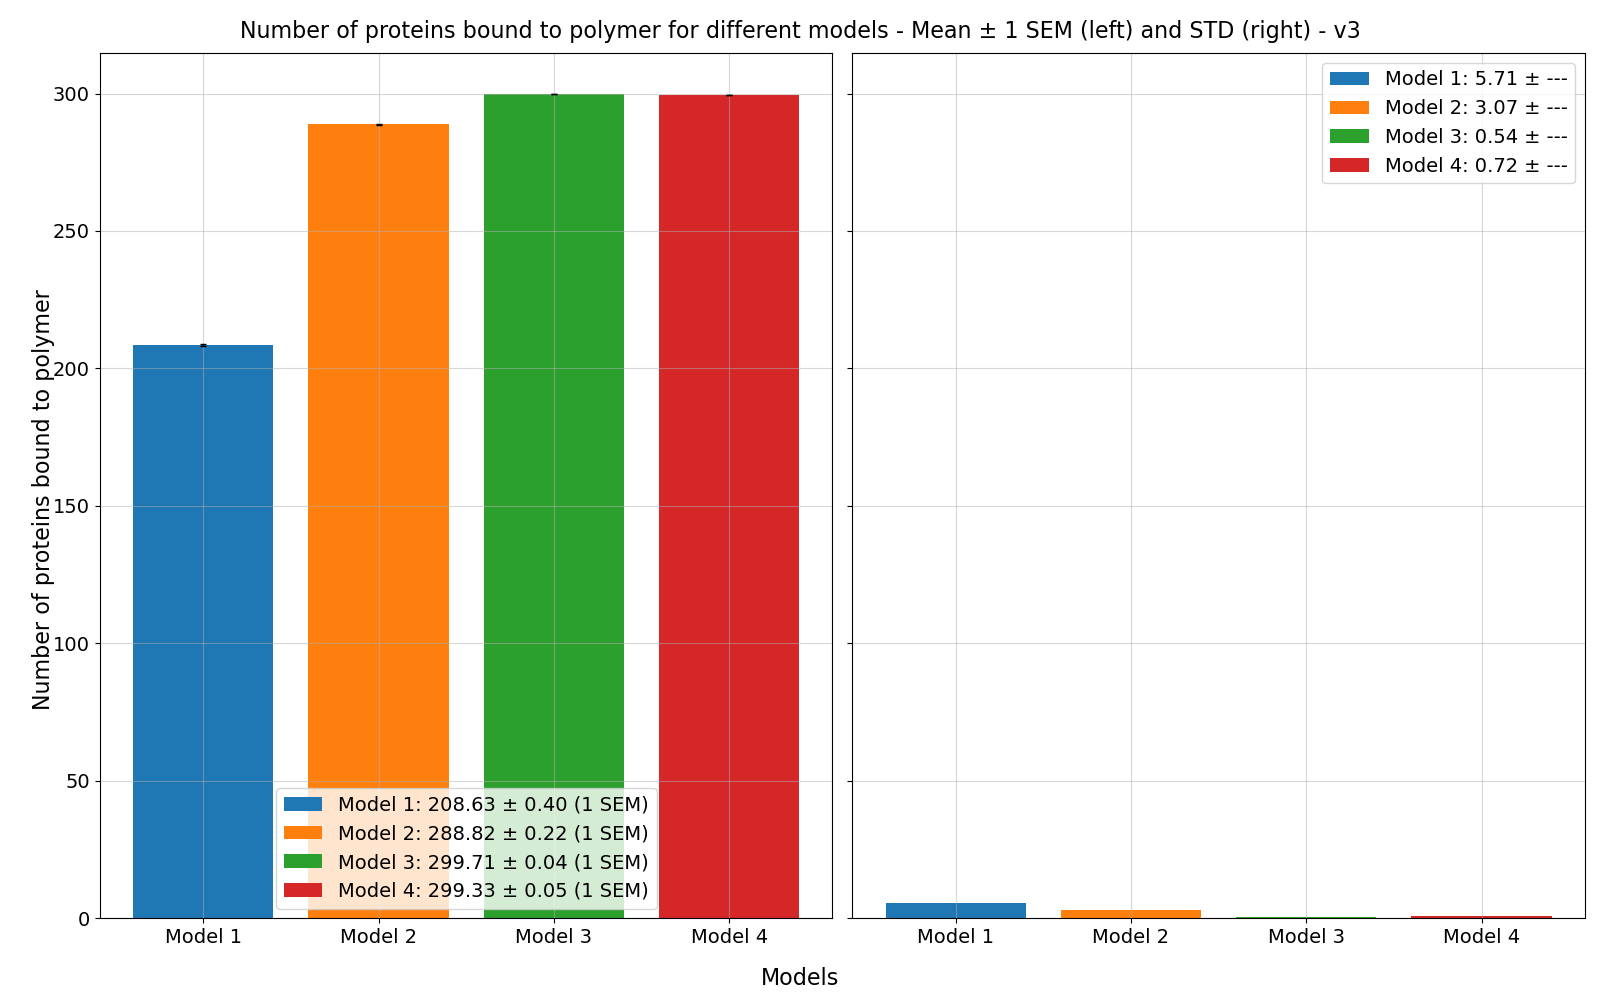 Number of proteins bound to polymer for different models - Mean ± 1 SEM (left) and STD (right) - v3
Number of proteins bound to polymer
300
250
200
150
100
50
0
Model 1: 208.63 ± 0.40 (1 SEM)
Model 2: 288.82 ± 0.22 (1 SEM)
Model 3: 299.71 ± 0.04 (1 SEM)
Model 4: 299.33 ± 0.05 (1 SEM)
Model 1 Model 2 Model 3 Model 4
Model 1: 5.71 ± ---
Model 2: 3.07 ± ---
Model 3: 0.54 ± ---
Model 4: 0.72 ± ---
Model 1 Model 2 Model 3 Model 4
Models